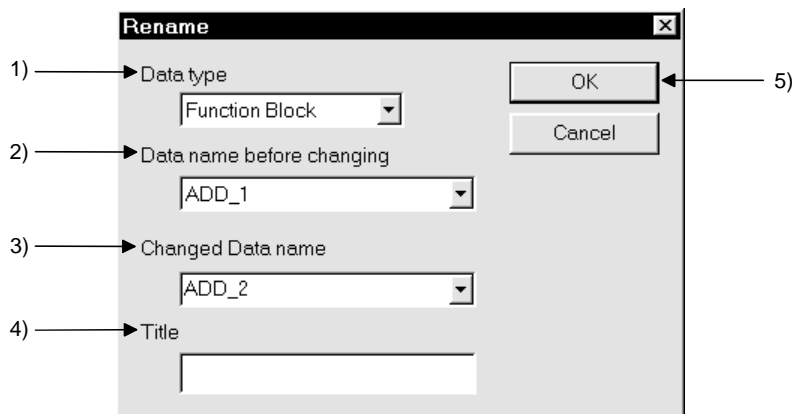 Rename
1)
Data type
OK
5)
Function Block
Cancel
2)
Data name before changing
ADD_1
3)
Changed Data name
ADD_2
4)
Title